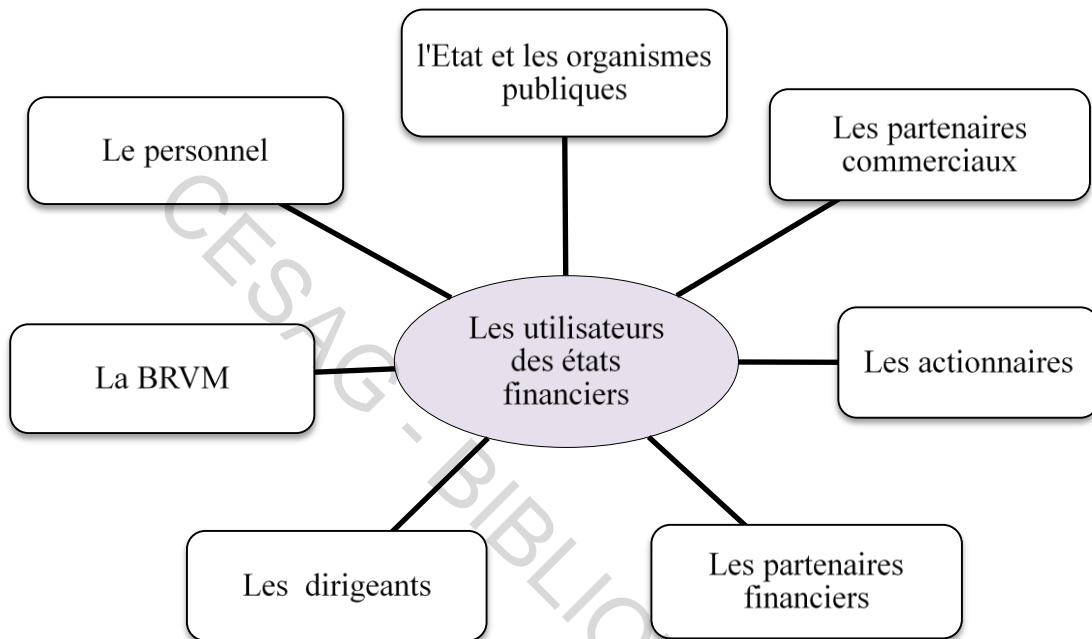 l'Etat et les organismes
publiques
Les partenaires
commerciaux
Le personnel
Les utilisateurs
des états
financiers
Les actionnaires
La BRVM
Les partenaires
financiers
Les dirigeants
CESAG - BIBLIO